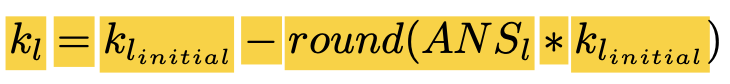 k_l = k_{l_{initial}} - round(ANS_l * k_{l_{initial}})